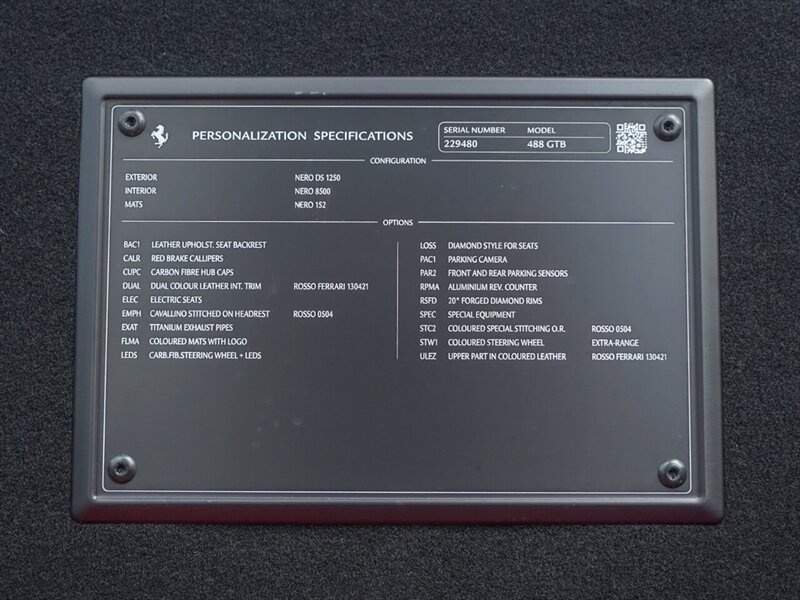 PERSONALIZATION SPECIFICATIONS
SERIAL NUMBER MODEL
229480 488 GTB
CONFIGURATION
EXTERIOR NERO DS 1250
INTERIOR NERO 8500
MATS NERO 152
OPTIONS
BAC1 LEATHER UPHOLST. SEAT BACKREST
CALR RED BRAKE CALLIPERS
CUPC CARBON FIBRE HUB CAPS
DUAL DUAL COLOUR LEATHER INT. TRIM ROSSO FERRARI 130421
ELEC ELECTRIC SEATS
EMPH CAVALLINO STITCHED ON HEADREST ROSSO 0504
EXAT TITANIUM EXHAUST PIPES
FLMA COLOURED MATS WITH LOGO
LEDS CARB.FIB.STEERING WHEEL + LEDS
LOSS DIAMOND STYLE FOR SEATS
PAC1 PARKING CAMERA
PAR2 FRONT AND REAR PARKING SENSORS
RPMA ALUMINIUM REV. COUNTER
RSFD 20" FORGED DIAMOND RIMS
SPEC SPECIAL EQUIPMENT
STC2 COLOURED SPECIAL STITCHING O.R. ROSSO 0504
STW1 COLOURED STEERING WHEEL EXTRA-RANGE
ULEZ UPPER PART IN COLOURED LEATHER ROSSO FERRARI 130421